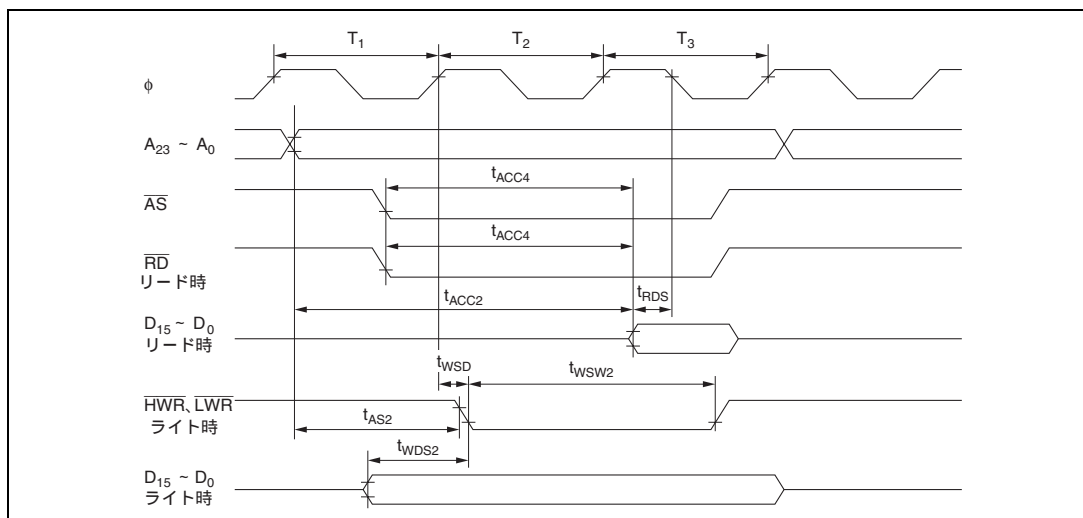 T1 T2 T3
φ
A23 ~ A0
tACC4
AS
tACC4
RD
リード時
tACC2 tRDS
D15 ~ D0
リード時
tWSD tWSW2
HWR、LWR
ライト時
tAS2
tWDS2
D15 ~ D0
ライト時